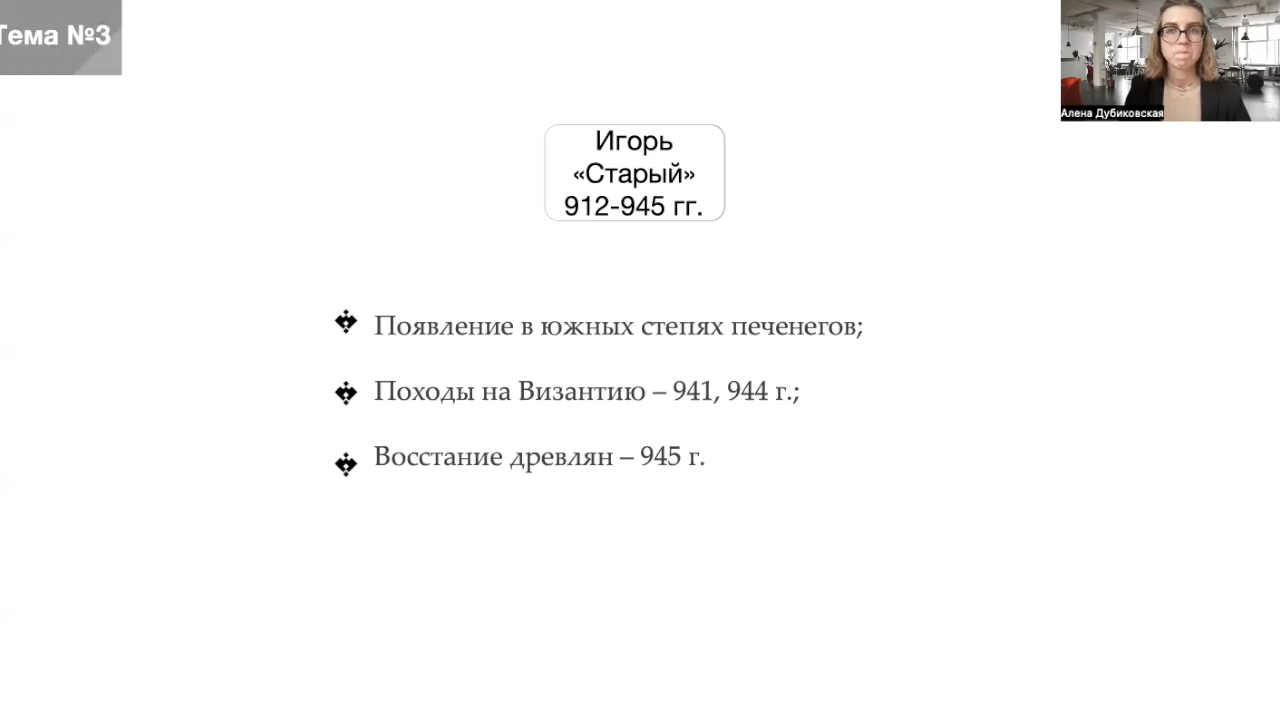 Тема №3
Алена Дубиковская
Игорь
«Старый»
912-945 гг.
Появление в южных степях печенегов;
Походы на Византию – 941, 944 г.;
Восстание древлян – 945 г.